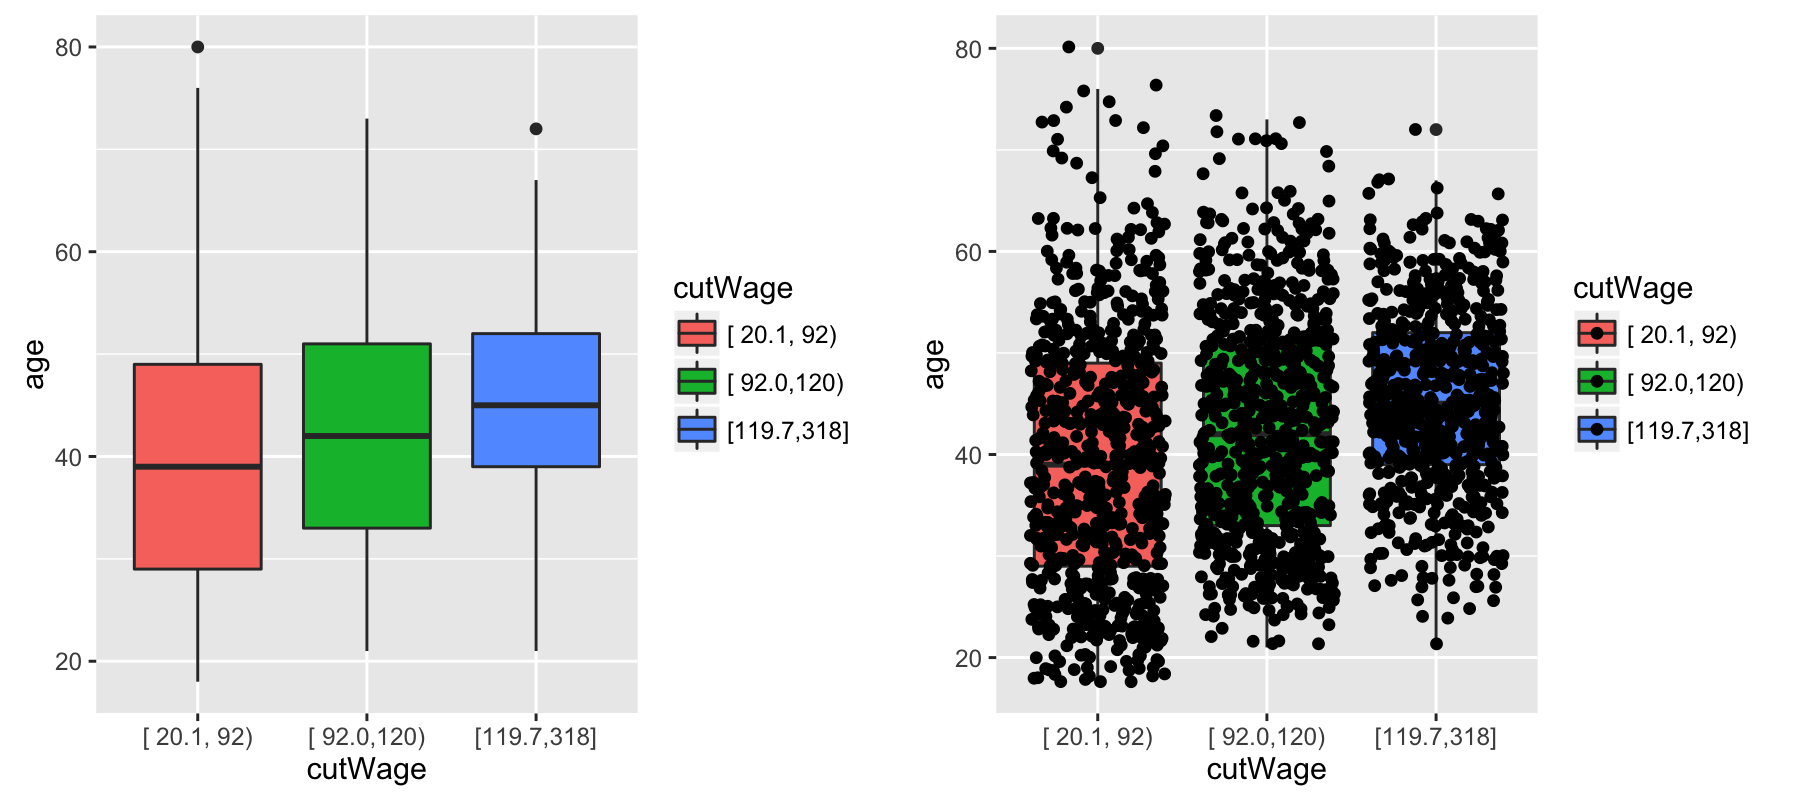 80
60
40
20
age
[ 20.1, 92)
[ 92.0,120)
[119.7,318]
cutWage
cutWage
[ 20.1, 92)
[ 92.0,120)
[119.7,318]
80
60
40
20
age
[ 20.1, 92)
[ 92.0,120)
[119.7,318]
cutWage
cutWage
[ 20.1, 92)
[ 92.0,120)
[119.7,318]